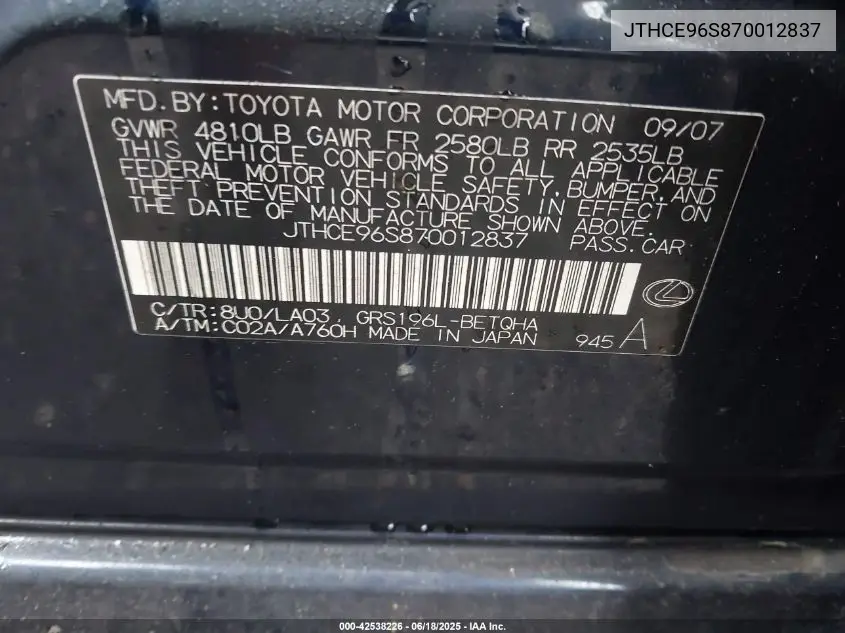 JTHCE96S870012837
MFD. BY: TOYOTA MOTOR CORPORATION 09/07
GVWR 4810LB GAWR FR 2580LB RR 2535LB
THIS VEHICLE CONFORMS TO ALL APPLICABLE
FEDERAL MOTOR VEHICLE SAFETY, BUMPER, AND
THEFT PREVENTION STANDARDS IN EFFECT ON
THE DATE OF MANUFACTURE SHOWN ABOVE.
JTHCE96S870012837 PASS. CAR
C/TR: 8U0/LA03 GRS196L-BETQHA
A/TM: C02A/A760H MADE IN JAPAN 945 A
000-42538226 - 06/18/2025 - IAA Inc.